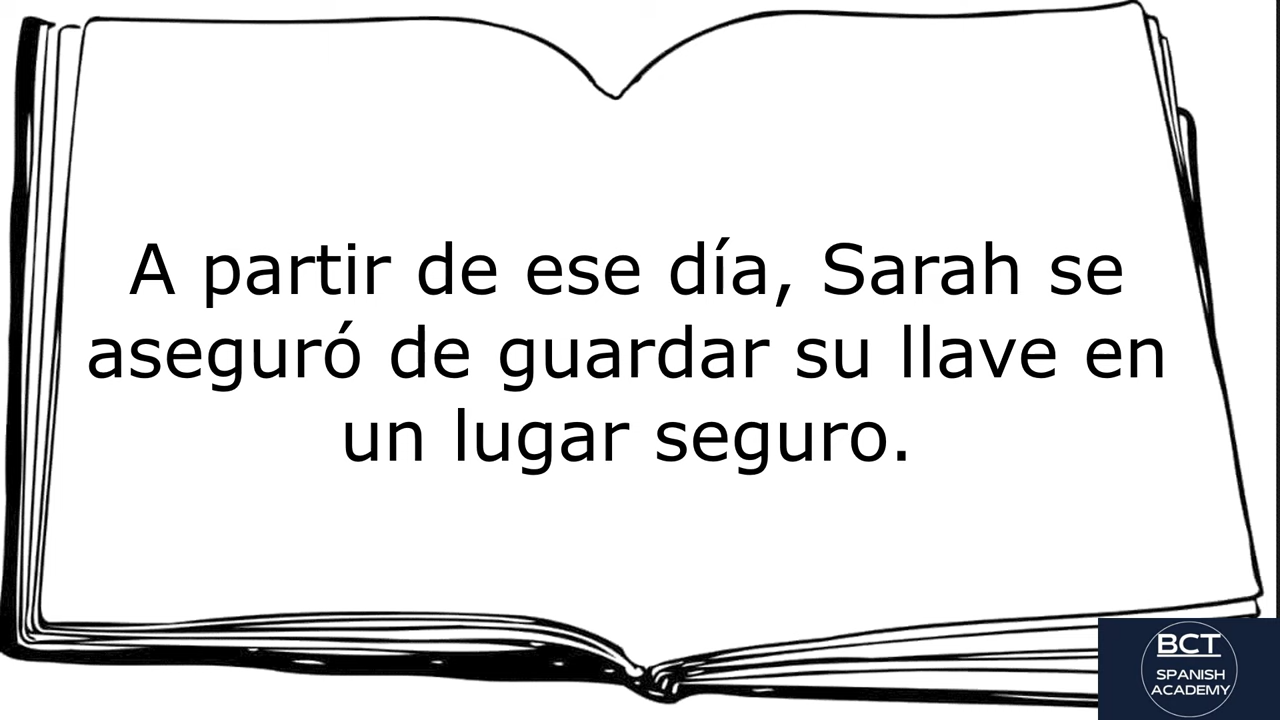 A partir de ese día, Sarah se
aseguró de guardar su llave en
un lugar seguro.
BCT
SPANISH
ACADEMY